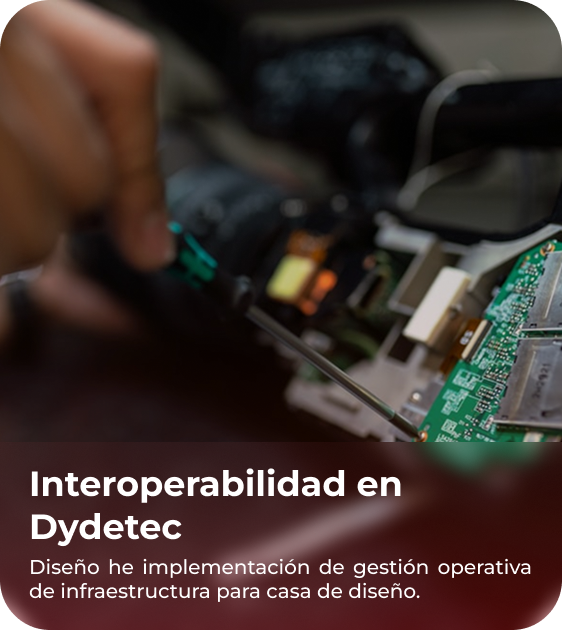 Interoperabilidad en
Dydetec
Diseño he implementación de gestión operativa
de infraestructura para casa de diseño.